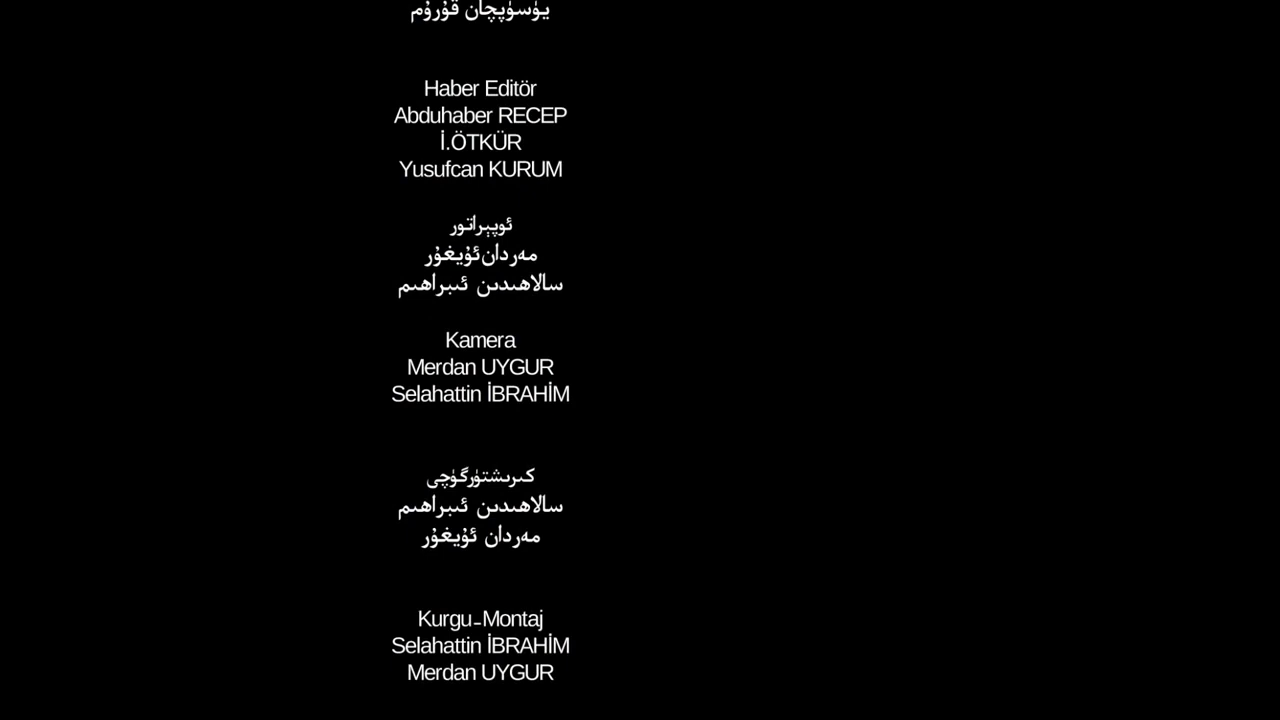 يۈسۈپچان قۇرۇم
Haber Editör
Abduhaber RECEP
İ.ÖTKÜR
Yusufcan KURUM
ئوپېراتور
مەردان ئۇيغۇر
سالاھىدىن ئىبراھىم
Kamera
Merdan UYGUR
Selahattin İBRAHİM
كىرىشتۈرگۈچى
سالاھىدىن ئىبراھىم
مەردان ئۇيغۇر
Kurgu-Montaj
Selahattin İBRAHİM
Merdan UYGUR